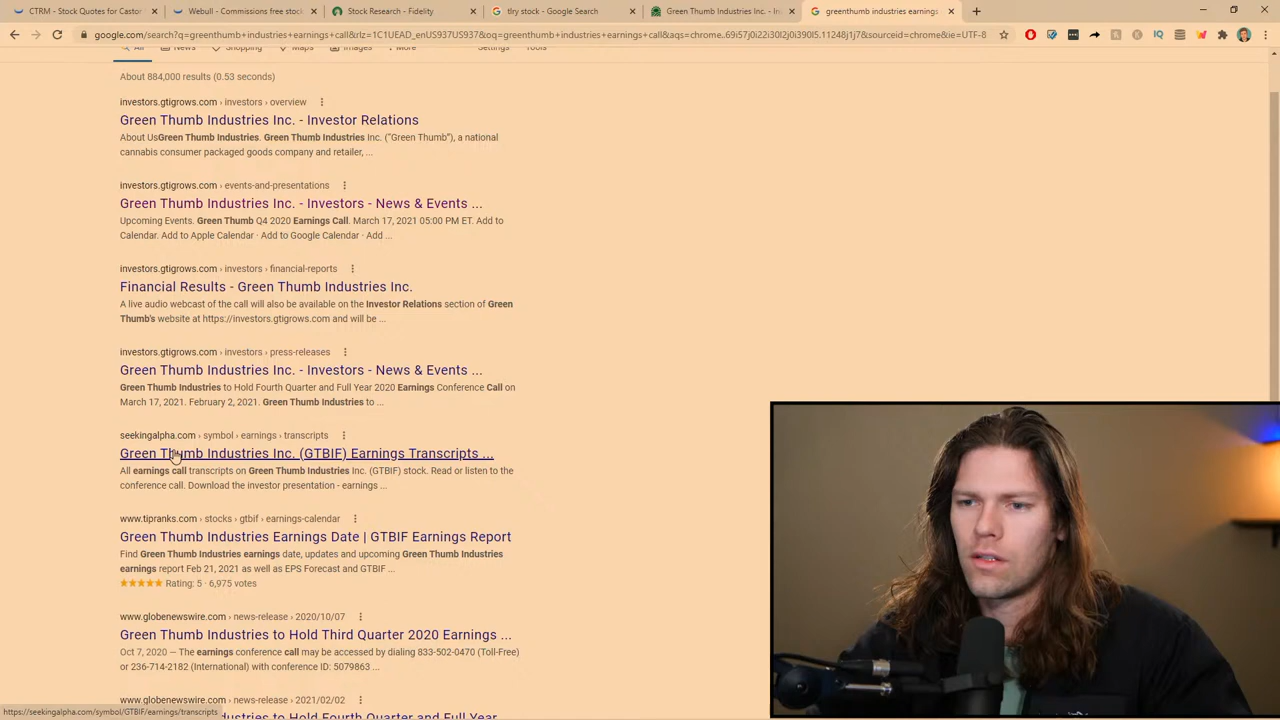 CTRM - Stock Quotes for Castor
Webull - Commissions free stock
Stock Research - Fidelity
tlry stock - Google Search
Green Thumb Industries Inc. - In
greenthumb industries earnings
google.com/search?q=greenthumb+industries+earnings+call&rlz=1C1UEAD_enUS937US937&oq=greenthumb+industries+earnings+call&aqs=chrome..69i57j0i22i30l2j0i390l5.11248j1j7&sourceid=chrome&ie=UTF-8
All News Shopping Maps Images More Settings Tools
About 884,000 results (0.53 seconds)
investors.gtigrows.com › investors › overview
Green Thumb Industries Inc. - Investor Relations
About UsGreen Thumb Industries. Green Thumb Industries Inc. ("Green Thumb"), a national
cannabis consumer packaged goods company and retailer, ...
investors.gtigrows.com › events-and-presentations
Green Thumb Industries Inc. - Investors - News & Events ...
Upcoming Events. Green Thumb Q4 2020 Earnings Call. March 17, 2021 05:00 PM ET. Add to
Calendar. Add to Apple Calendar · Add to Google Calendar · Add ...
investors.gtigrows.com › investors › financial-reports
Financial Results - Green Thumb Industries Inc.
A live audio webcast of the call will also be available on the Investor Relations section of Green
Thumb's website at https://investors.gtigrows.com and will be ...
investors.gtigrows.com › investors › press-releases
Green Thumb Industries Inc. - Investors - News & Events ...
Green Thumb Industries to Hold Fourth Quarter and Full Year 2020 Earnings Conference Call on
March 17, 2021. February 2, 2021. Green Thumb Industries to ...
seekingalpha.com › symbol › earnings › transcripts
Green Thumb Industries Inc. (GTBIF) Earnings Transcripts ...
All earnings call transcripts on Green Thumb Industries Inc. (GTBIF) stock. Read or listen to the
conference call. Download the investor presentation - earnings ...
www.tipranks.com › stocks › gtbif › earnings-calendar
Green Thumb Industries Earnings Date | GTBIF Earnings Report
Find Green Thumb Industries earnings date, updates and upcoming Green Thumb Industries
earnings report Feb 21, 2021 as well as EPS Forecast and GTBIF ...
★★★★★ Rating: 5 · 6,975 votes
www.globenewswire.com › news-release › 2020/10/07
Green Thumb Industries to Hold Third Quarter 2020 Earnings ...
Oct 7, 2020 — The earnings conference call may be accessed by dialing 833-502-0470 (Toll-Free)
or 236-714-2182 (International) with conference ID: 5079863 ...
www.globenewswire.com › news-release › 2021/02/02
ndustries to Hold Fourth Quarter and Full Year
https://seekingalpha.com/symbol/GTBIF/earnings/transcripts